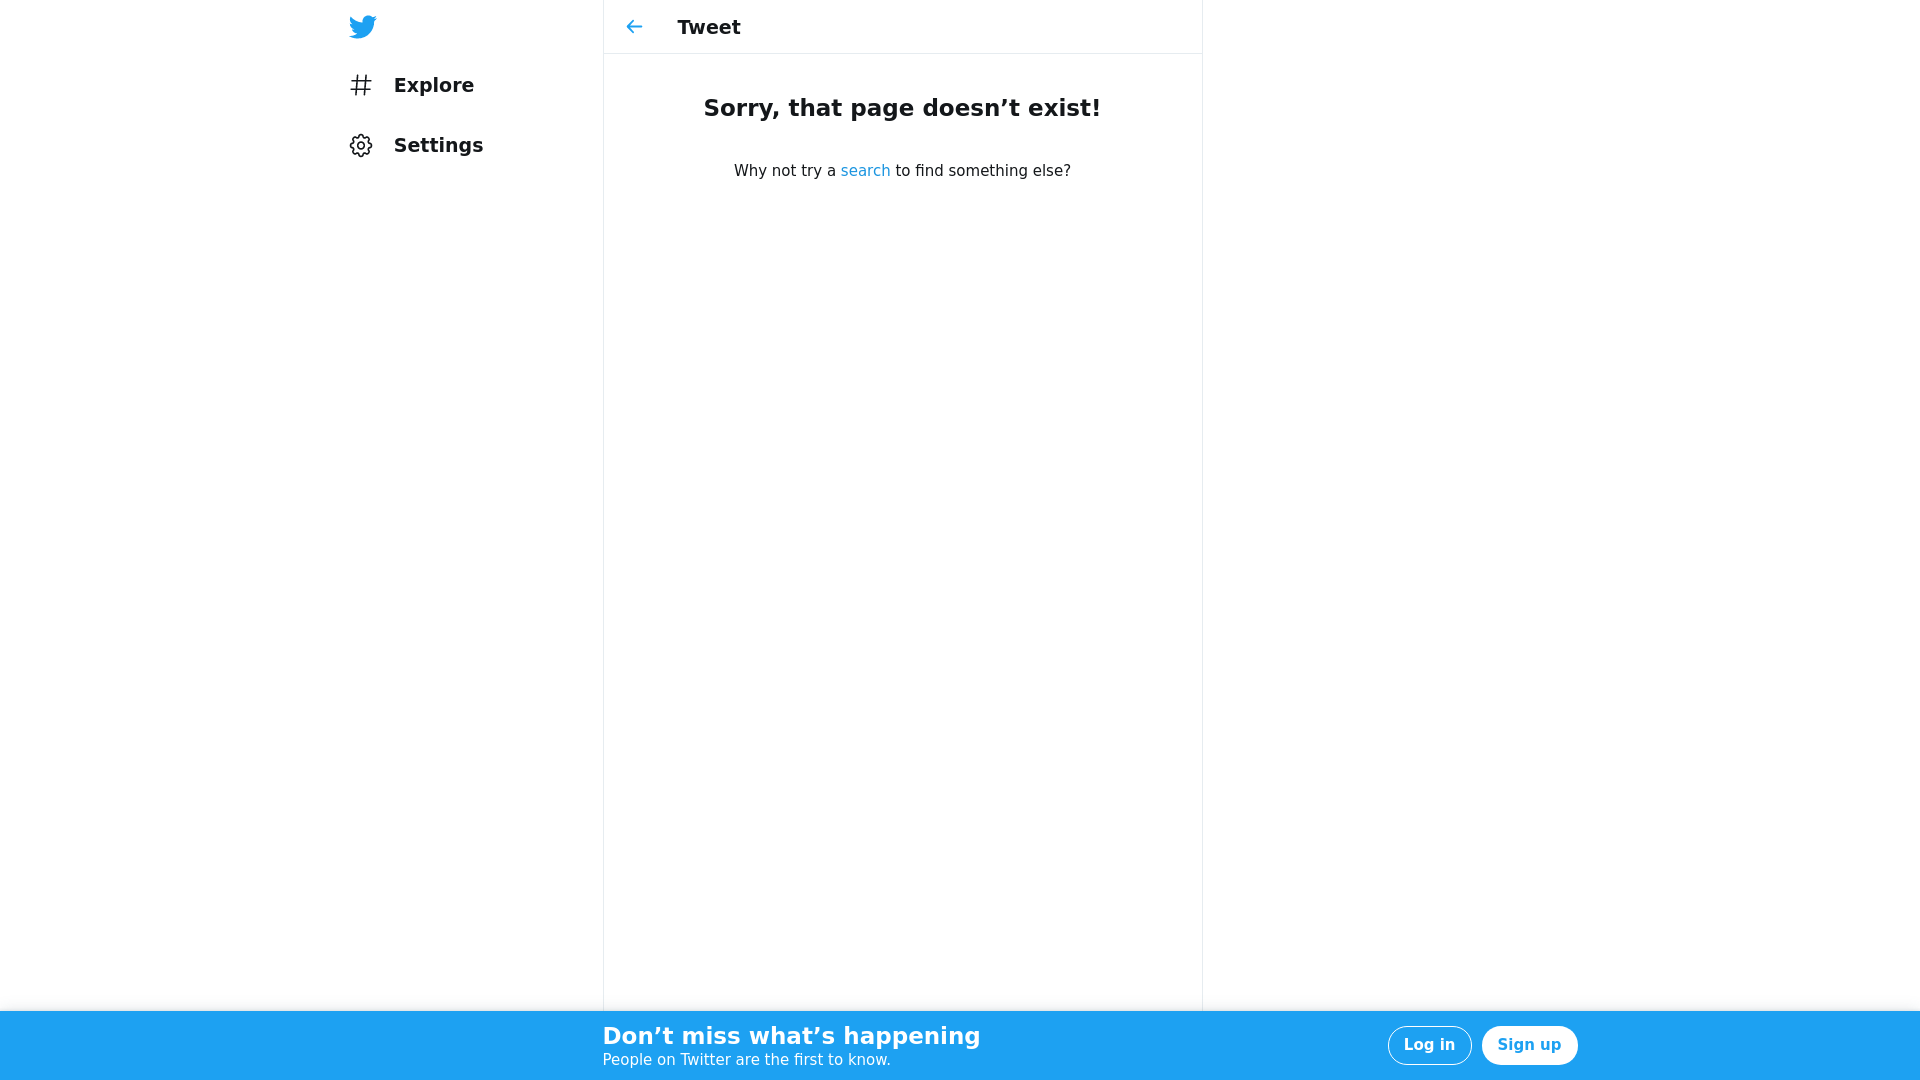 Explore
Settings
Tweet
Sorry, that page doesn’t exist!
Why not try a search to find something else?
Don’t miss what’s happening
People on Twitter are the first to know.
Log in
Sign up